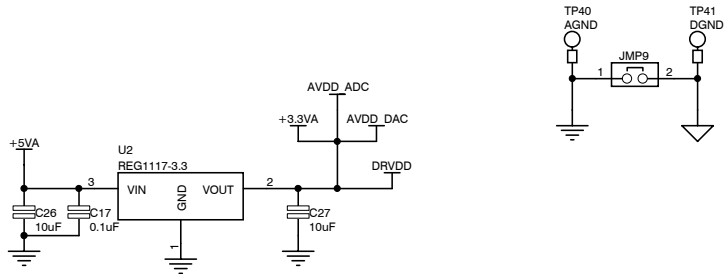 TP40
AGND
TP41
DGND
JMP9
1
2
AVDD_ADC
+3.3VA
AVDD_DAC
+5VA
U2
REG1117-3.3
DRVDD
3
VIN
GND
VOUT
2
C26
10uF
C17
0.1uF
1
C27
10uF